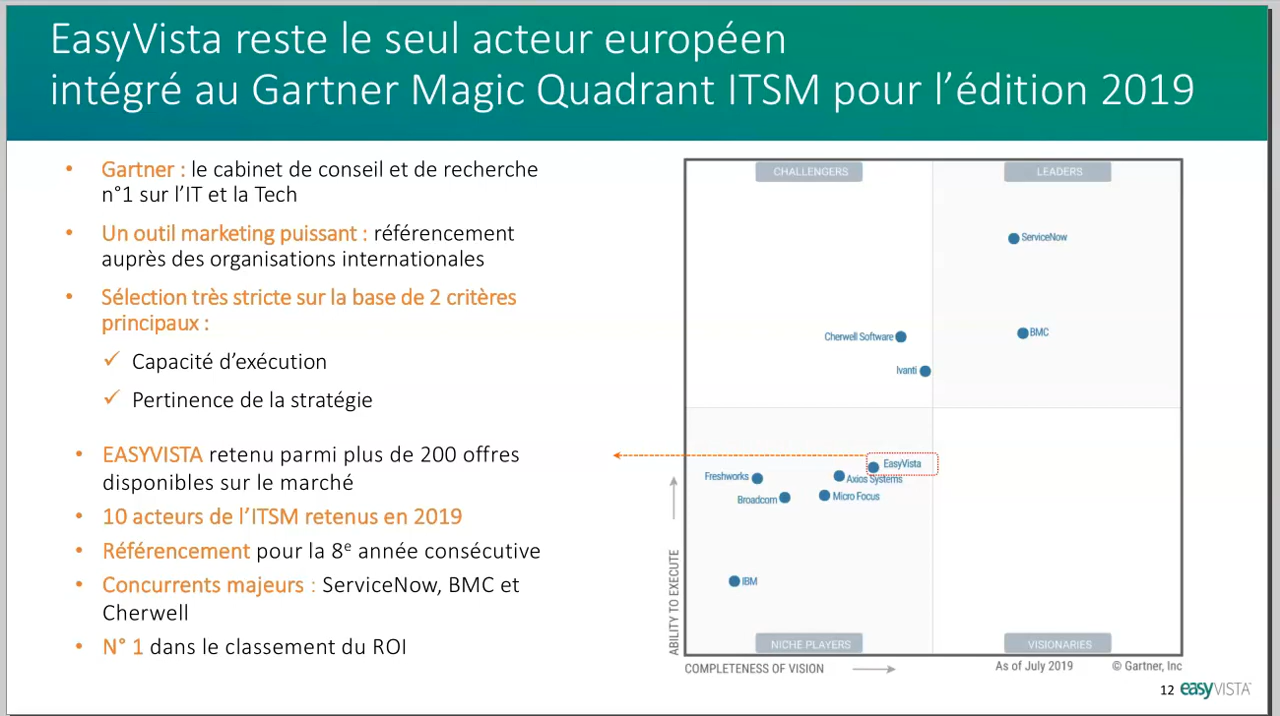 EasyVista reste le seul acteur européen
intégré au Gartner Magic Quadrant ITSM pour l’édition 2019
• Gartner : le cabinet de conseil et de recherche
n°1 sur l’IT et la Tech
• Un outil marketing puissant : référencement
auprès des organisations internationales
• Sélection très stricte sur la base de 2 critères
principaux :
✓ Capacité d’exécution
✓ Pertinence de la stratégie
• EASYVISTA retenu parmi plus de 200 offres
disponibles sur le marché
• 10 acteurs de l’ITSM retenus en 2019
• Référencement pour la 8e année consécutive
• Concurrents majeurs : ServiceNow, BMC et
Cherwell
• N° 1 dans le classement du ROI
CHALLENGERS
LEADERS
ServiceNow
Cherwell Software
BMC
Ivanti
EasyVista
Freshworks
Axios Systems
Broadcom
Micro Focus
IBM
ABILITY TO EXECUTE
NICHE PLAYERS
VISIONARIES
COMPLETENESS OF VISION
As of July 2019
© Gartner, Inc
12
easyVISTA™